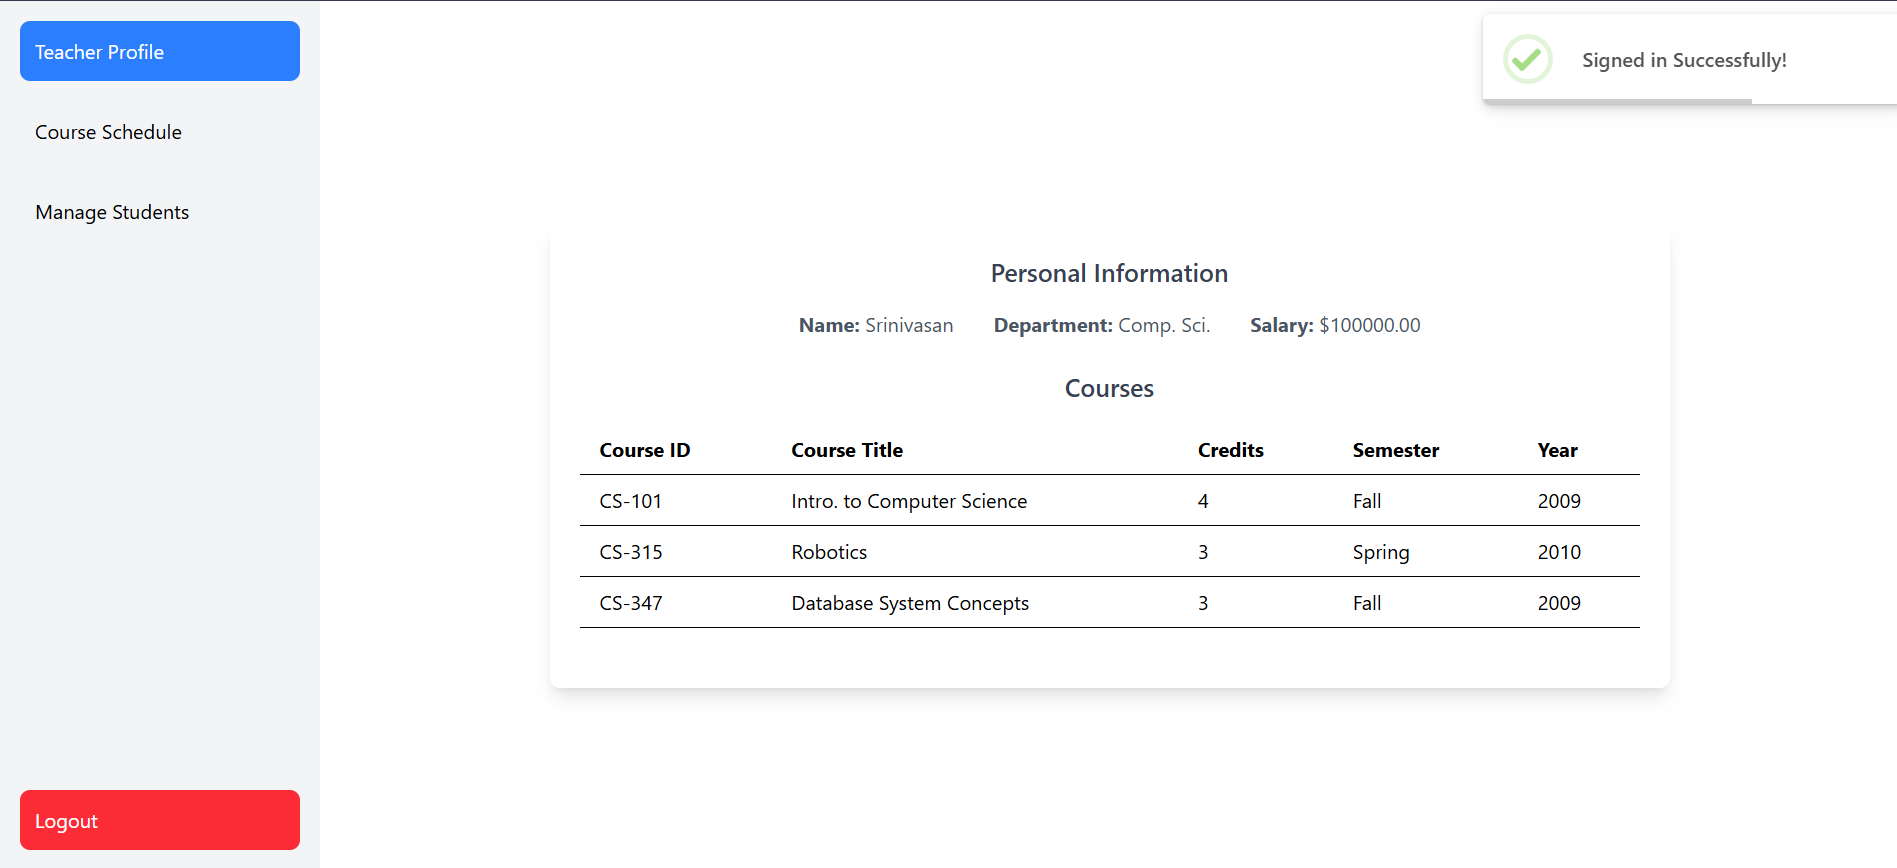 Teacher Profile
Course Schedule
Manage Students
Logout
Signed in Successfully!
Personal Information
Name: Srinivasan Department: Comp. Sci. Salary: $100000.00
Courses
Course ID Course Title Credits Semester Year
CS-101 Intro. to Computer Science 4 Fall 2009
CS-315 Robotics 3 Spring 2010
CS-347 Database System Concepts 3 Fall 2009